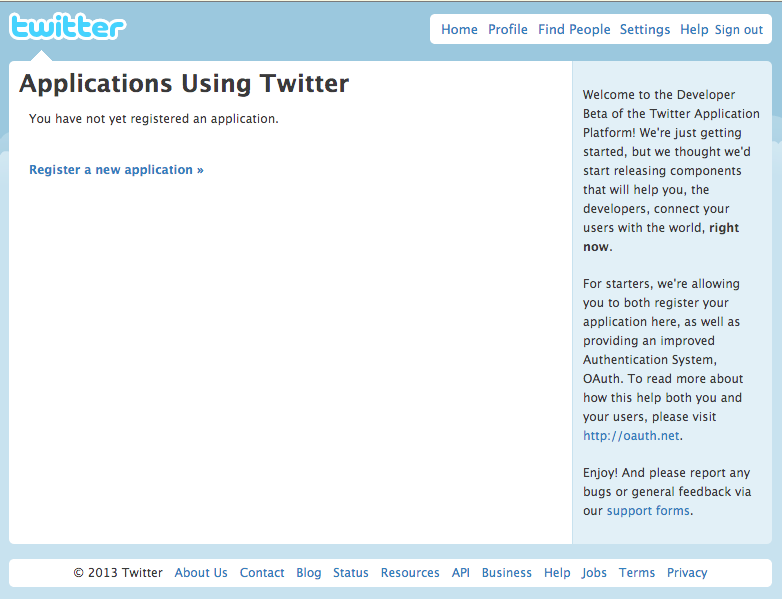 twitter
Home Profile Find People Settings Help Sign out
Applications Using Twitter
You have not yet registered an application.
Register a new application »
Welcome to the Developer
Beta of the Twitter Application
Platform! We're just getting
started, but we thought we'd
start releasing components
that will help you, the
developers, connect your
users with the world, right
now.
For starters, we're allowing
you to both register your
application here, as well as
providing an improved
Authentication System,
OAuth. To read more about
how this help both you and
your users, please visit
http://oauth.net.
Enjoy! And please report any
bugs or general feedback via
our support forms.
© 2013 Twitter About Us Contact Blog Status Resources API Business Help Jobs Terms Privacy